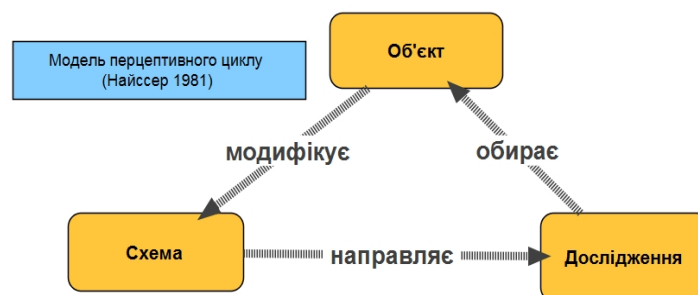 Модель перцептивного циклу
(Найссер 1981)
Об'єкт
модифікує
обирає
Схема
направляє
Дослідження